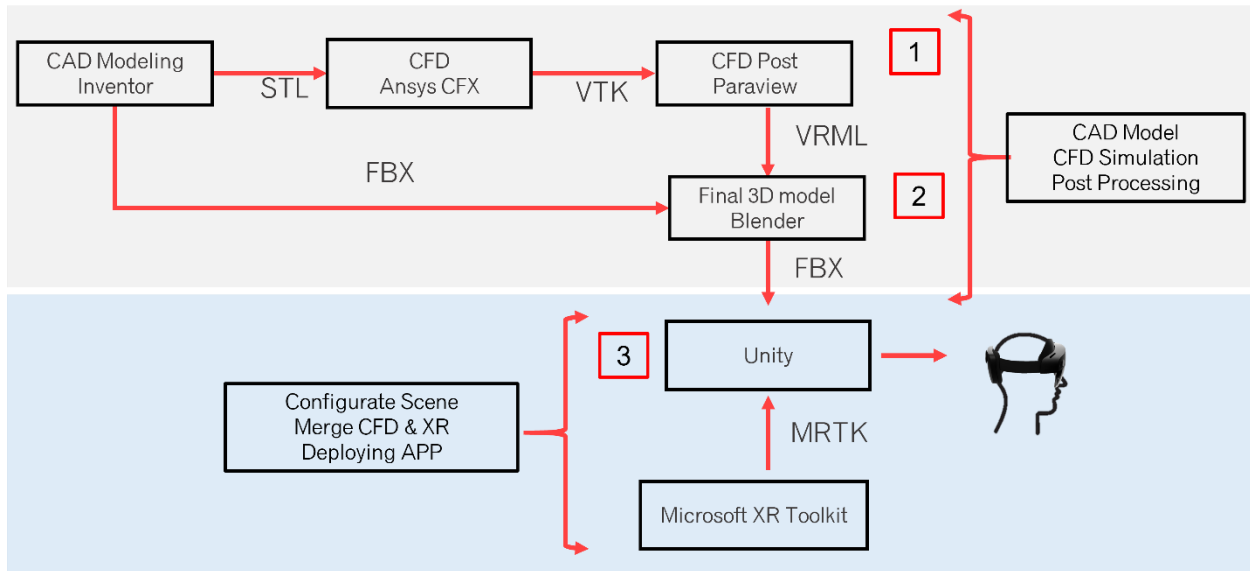 CAD Modeling
Inventor
STL
CFD
Ansys CFX
VTK
CFD Post
Paraview
1
VRML
CAD Model
CFD Simulation
Post Processing
FBX
Final 3D model
Blender
2
FBX
3
Unity
Configurate Scene
Merge CFD & XR
Deploying APP
MRTK
Microsoft XR Toolkit